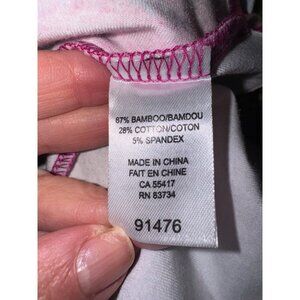 67% BAMBOO/BAMDOU
28% COTTON/COTON
5% SPANDEX
MADE IN CHINA
FAIT EN CHINE
CA 55417
RN 83734
91476